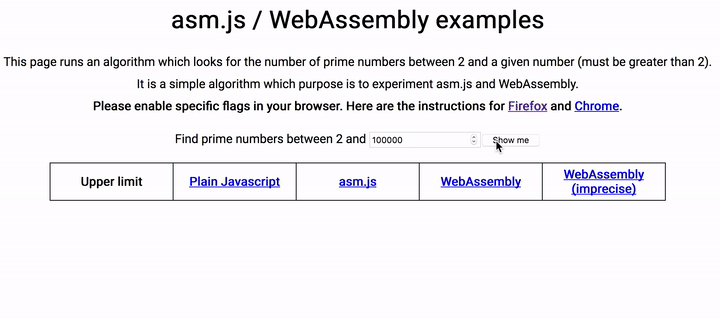 asm.js / WebAssembly examples
This page runs an algorithm which looks for the number of prime numbers between 2 and a given number (must be greater than 2).
It is a simple algorithm which purpose is to experiment asm.js and WebAssembly.
Please enable specific flags in your browser. Here are the instructions for Firefox and Chrome.
Find prime numbers between 2 and 100000 Show me
Upper limit Plain Javascript asm.js WebAssembly WebAssembly
(imprecise)